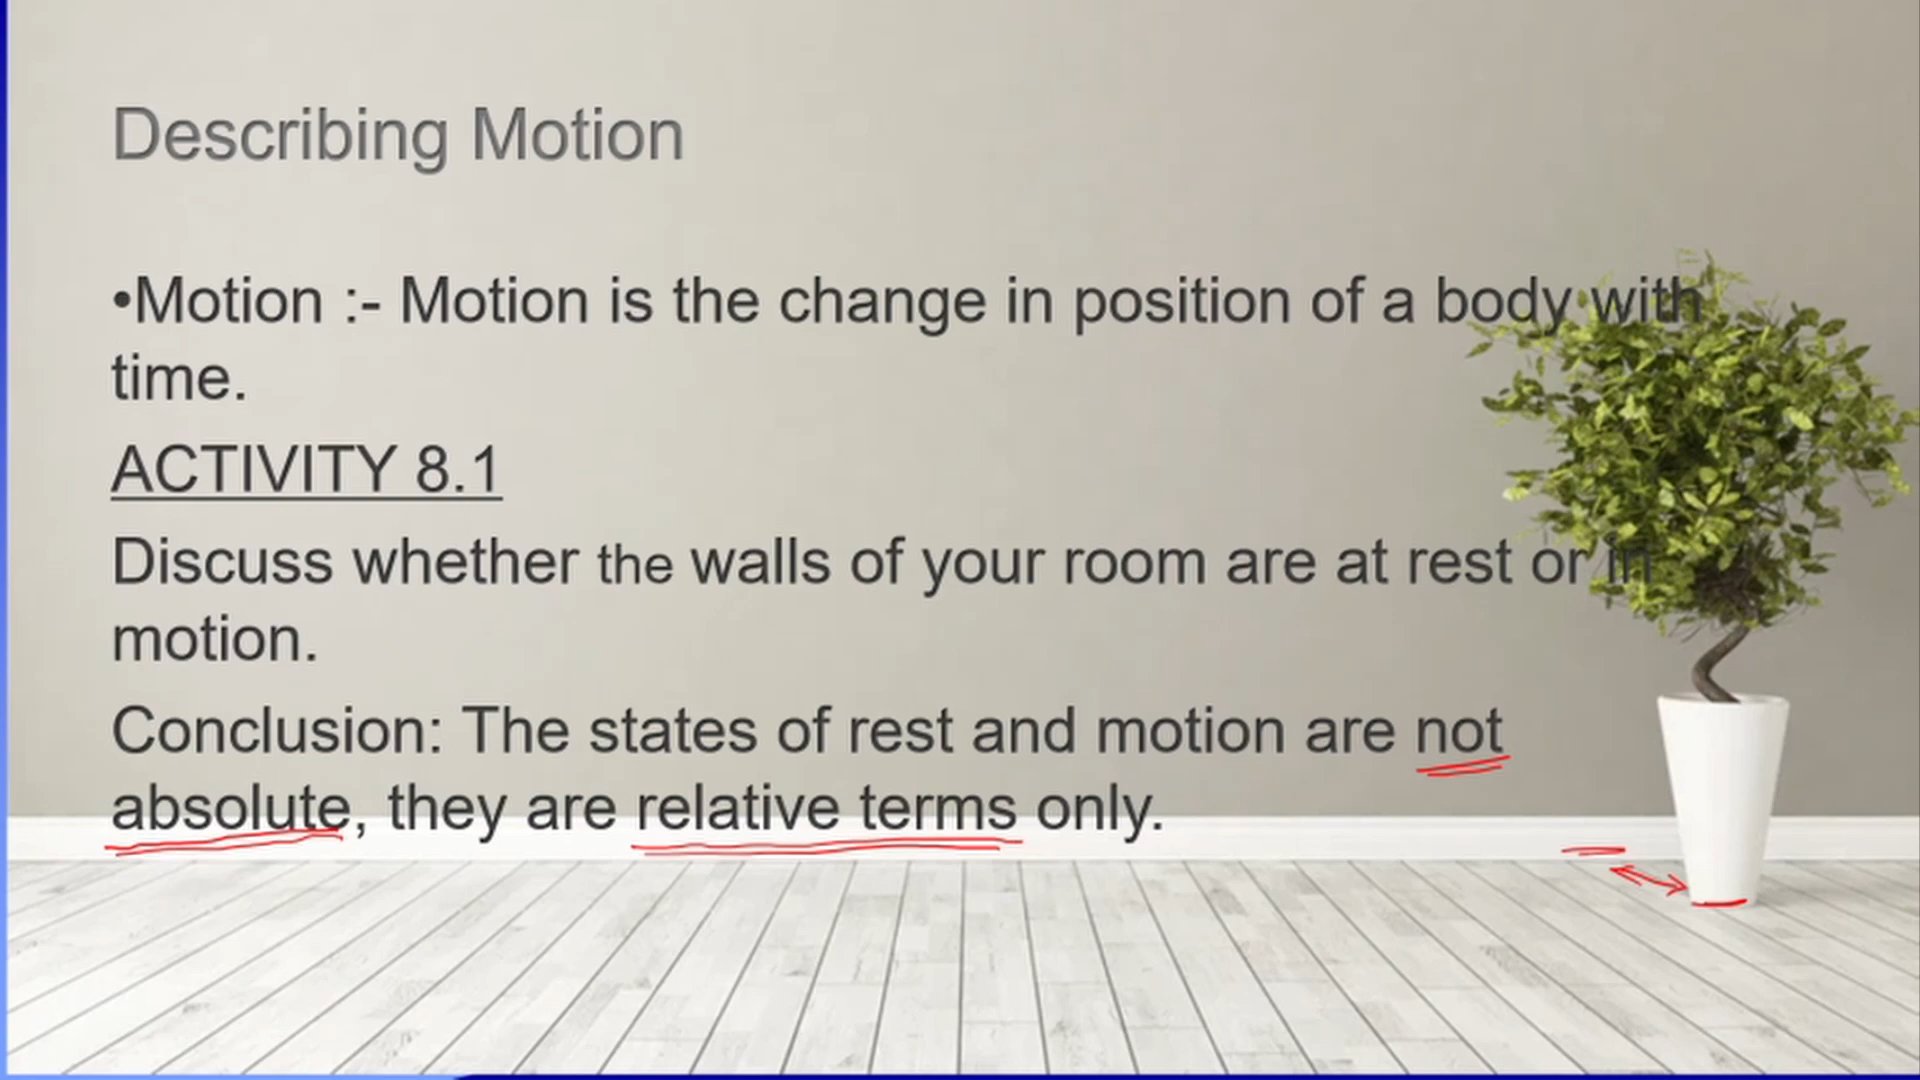 Describing Motion
•Motion :- Motion is the change in position of a body with
time.
ACTIVITY 8.1
Discuss whether the walls of your room are at rest or in
motion.
Conclusion: The states of rest and motion are not
absolute, they are relative terms only.